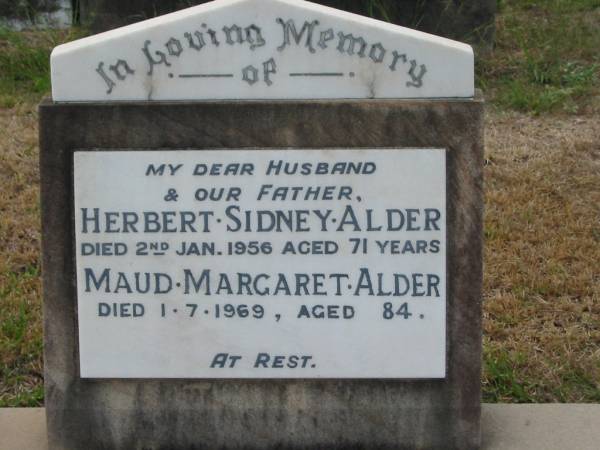 In Loving Memory
of
MY DEAR HUSBAND
& OUR FATHER,
HERBERT·SIDNEY·ALDER
DIED 2ND JAN. 1956 AGED 71 YEARS
MAUD·MARGARET·ALDER
DIED 1·7·1969, AGED 84.
AT REST.